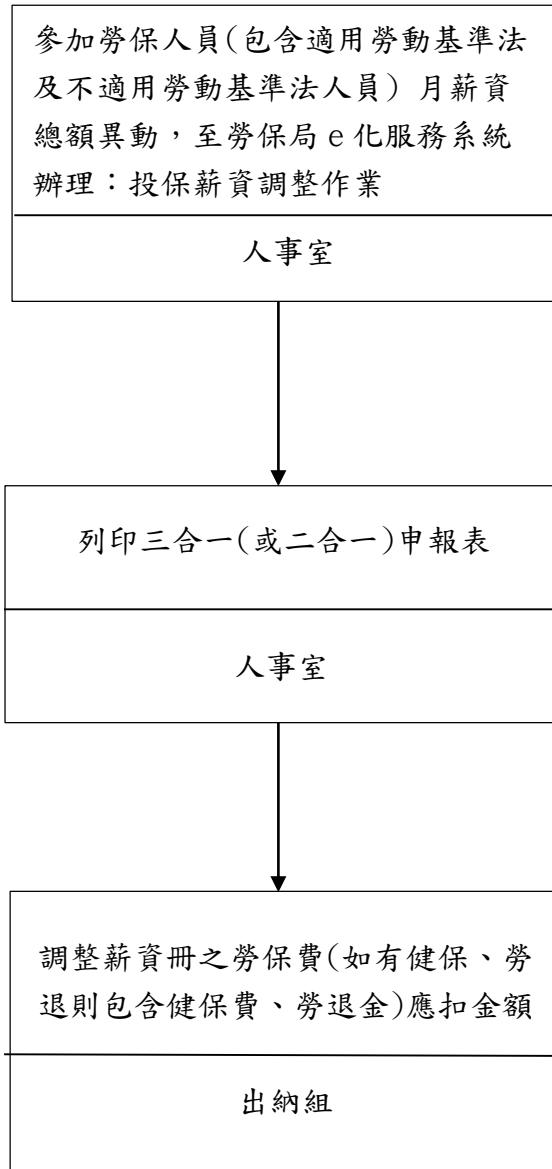 參加勞保人員(包含適用勞動基準法
及不適用勞動基準法人員) 月薪資
總額異動，至勞保局 e 化服務系統
辦理：投保薪資調整作業
人事室
列印三合一(或二合一)申報表
人事室
調整薪資冊之勞保費(如有健保、勞
退則包含健保費、勞退金)應扣金額
出納組